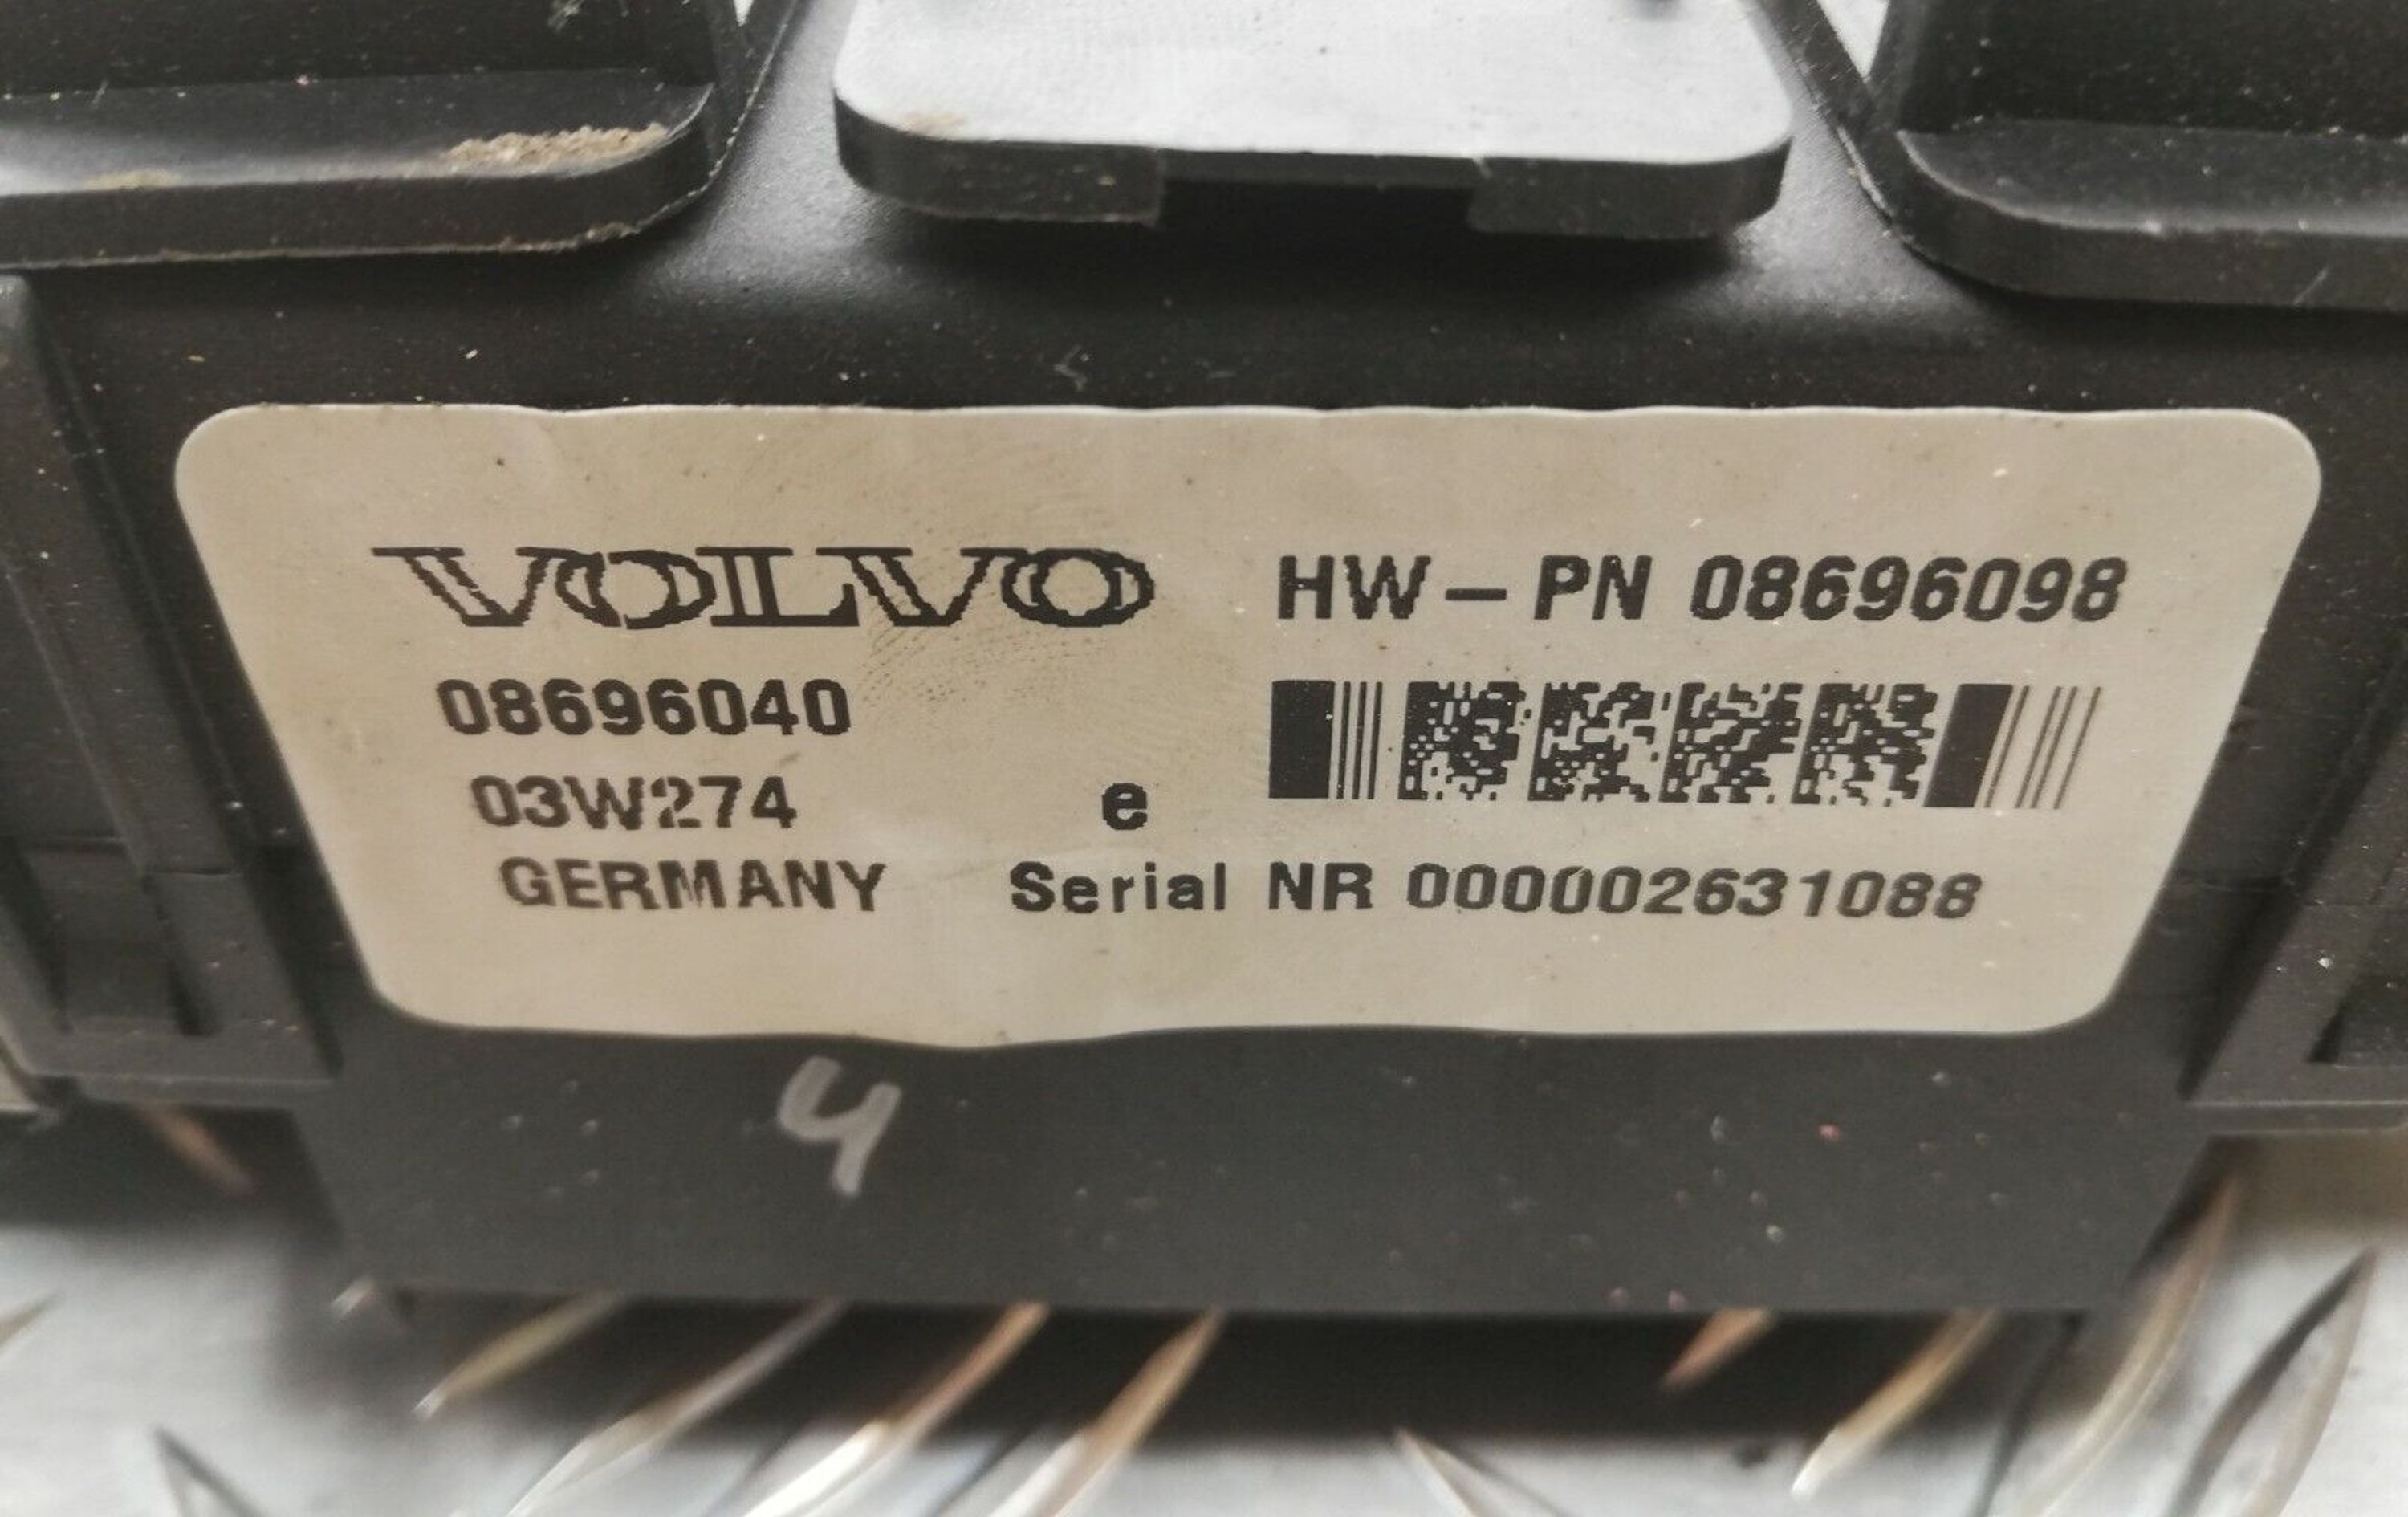 VOLVO HW-PN 08696098
08696040
03W274 e
GERMANY Serial NR 000002631088
4